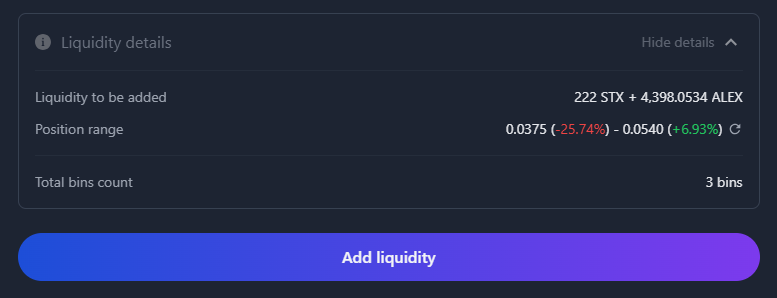 Liquidity details Hide details
Liquidity to be added 222 STX + 4,398.0534 ALEX
Position range 0.0375 (-25.74%) - 0.0540 (+6.93%)
Total bins count 3 bins
Add liquidity